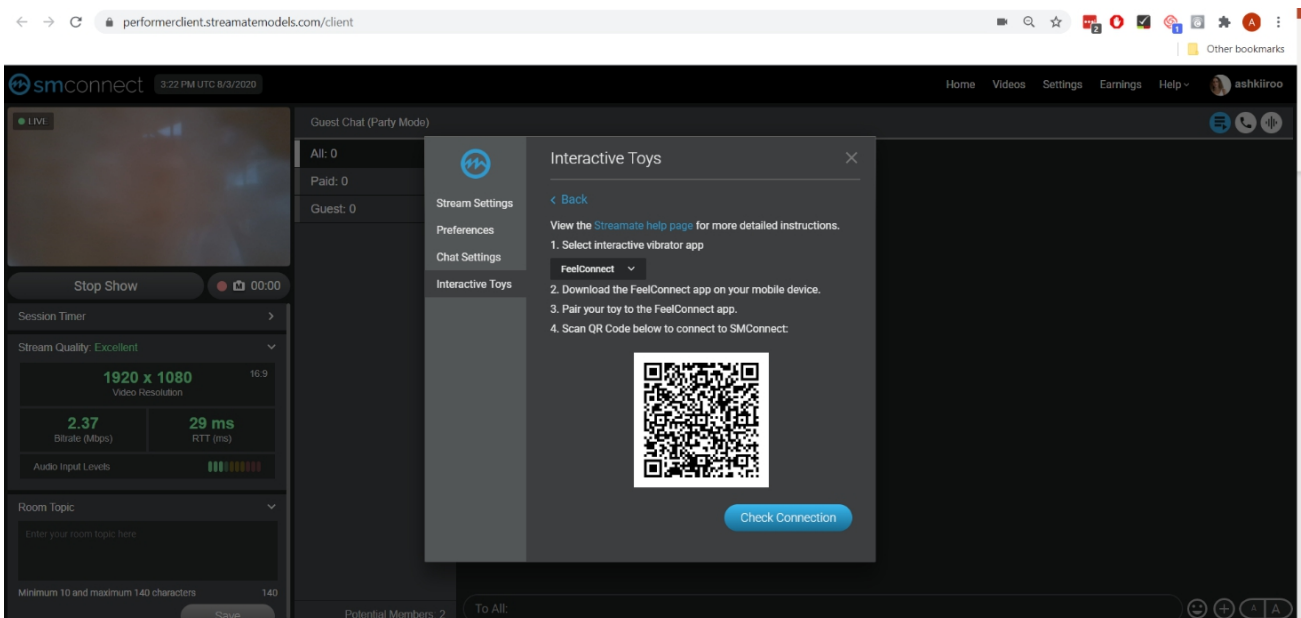 performerclient.streamatemodels.com/client
2
1
A
Other bookmarks
smconnect
3:22 PM UTC 8/3/2020
Home Videos Settings Earnings Help
ashkiiroo
LIVE
Guest Chat (Party Mode)
All: 0
Paid: 0
Guest: 0
Stop Show
00:00
Session Timer
Stream Quality: Excellent
1920 x 1080
16:9
Video Resolution
2.37
29 ms
Bitrate (Mbps)
RTT (ms)
Audio Input Levels
Room Topic
Enter your room topic here
Minimum 10 and maximum 140 characters
140
Save
Stream Settings
Preferences
Chat Settings
Interactive Toys
Interactive Toys
< Back
View the Streamate help page for more detailed instructions.
1. Select interactive vibrator app
FeelConnect
2. Download the FeelConnect app on your mobile device.
3. Pair your toy to the FeelConnect app.
4. Scan QR Code below to connect to SMConnect:
Check Connection
Potential Members: 2
To All:
A A